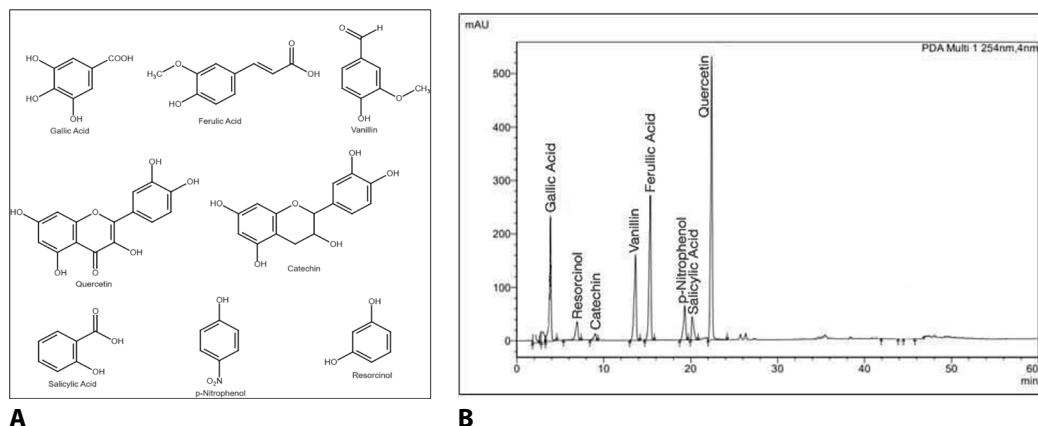 HO
COOH
HO
OH
Gallic Acid
H₃C
O
O
HO
OH
Ferulic Acid
O
H
O
CH₃
OH
Vanillin
OH
OH
HO
O
OH
OH
O
Quercetin
OH
OH
HO
O
OH
OH
Catechin
O
OH
OH
Salicylic Acid
OH
O₂N
p-Nitrophenol
OH
HO
Resorcinol
A
mAU
PDA Multi 1 254nm,4nm
500
400
300
200
100
0
Gallic Acid
Resorcinol
Catechin
Vanillin
Ferullic Acid
p-Nitrophenol
Salicylic Acid
Quercetin
0
10
20
30
40
50
60
min
B